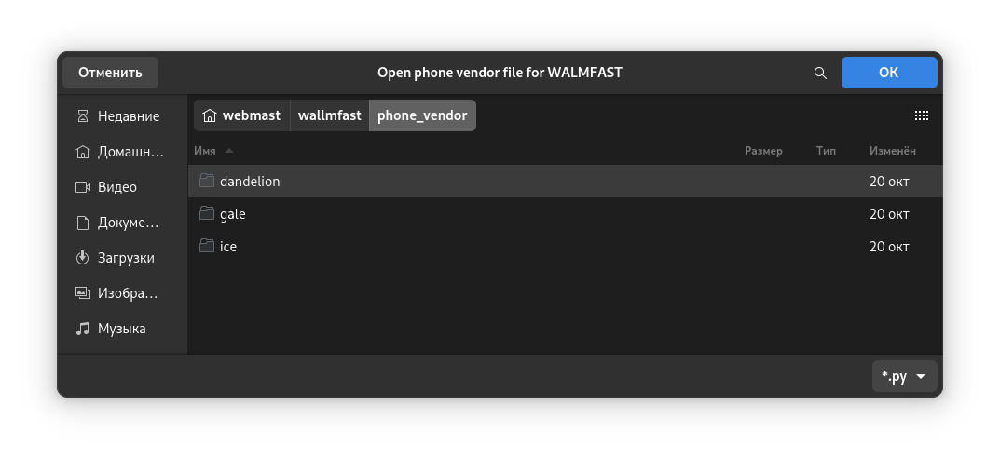 Отменить Open phone vendor file for WALMFAST OK
Недавние
Домашн...
Видео
Докуме...
Загрузки
Изобра...
Музыка
webmast wallmfast phone_vendor
Имя Размер Тип Изменён
dandelion 20 окт
gale 20 окт
ice 20 окт
*.py